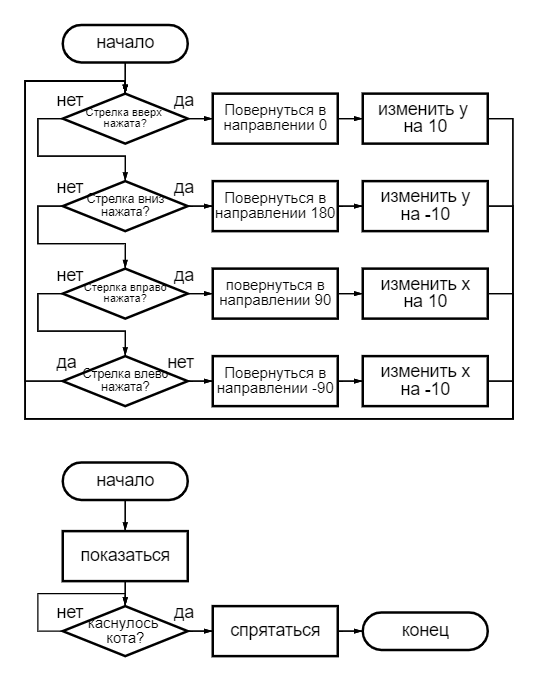 начало
нет
да
Стрелка вверх
нажата?
Повернуться в
направлении 0
изменить y
на 10
нет
да
Стрелка вниз
нажата?
Повернуться в
направлении 180
изменить y
на -10
нет
да
Стерлка вправо
нажата?
повернуться в
направлении 90
изменить x
на 10
да
нет
Стрелка влево
нажата?
Повернуться в
направлении -90
изменить x
на -10
начало
показаться
нет
да
каснулось
кота?
спрятаться
конец